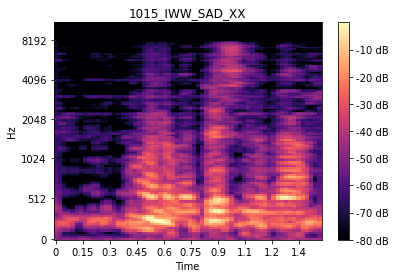 1015_IWW_SAD_XX
8192
4096
2048
1024
512
0
Hz
0 0.15 0.3 0.45 0.6 0.75 0.9 1.1 1.2 1.4
Time
-10 dB
-20 dB
-30 dB
-40 dB
-50 dB
-60 dB
-70 dB
-80 dB